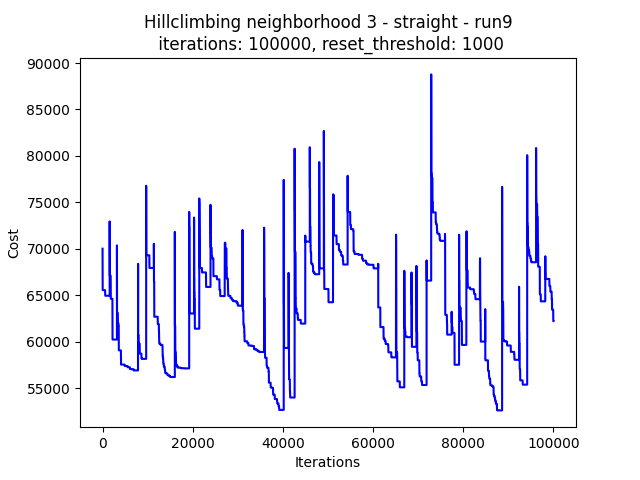 Hillclimbing neighborhood 3 - straight - run9
iterations: 100000, reset_threshold: 1000
90000
85000
80000
75000
70000
65000
60000
55000
Cost
0 20000 40000 60000 80000 100000
Iterations